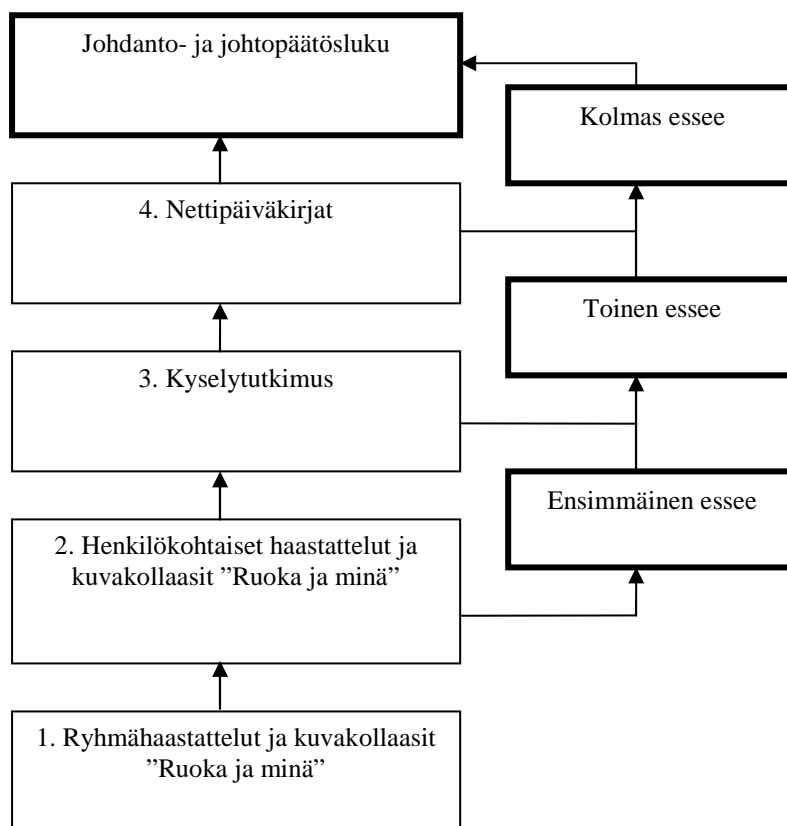 Johdanto- ja johtopäätösluku
Kolmas essee
4. Nettipäiväkirjat
Toinen essee
3. Kyselytutkimus
Ensimmäinen essee
2. Henkilökohtaiset haastattelut ja
kuvakollaasit ”Ruoka ja minä”
1. Ryhmähaastattelut ja kuvakollaasit
”Ruoka ja minä”